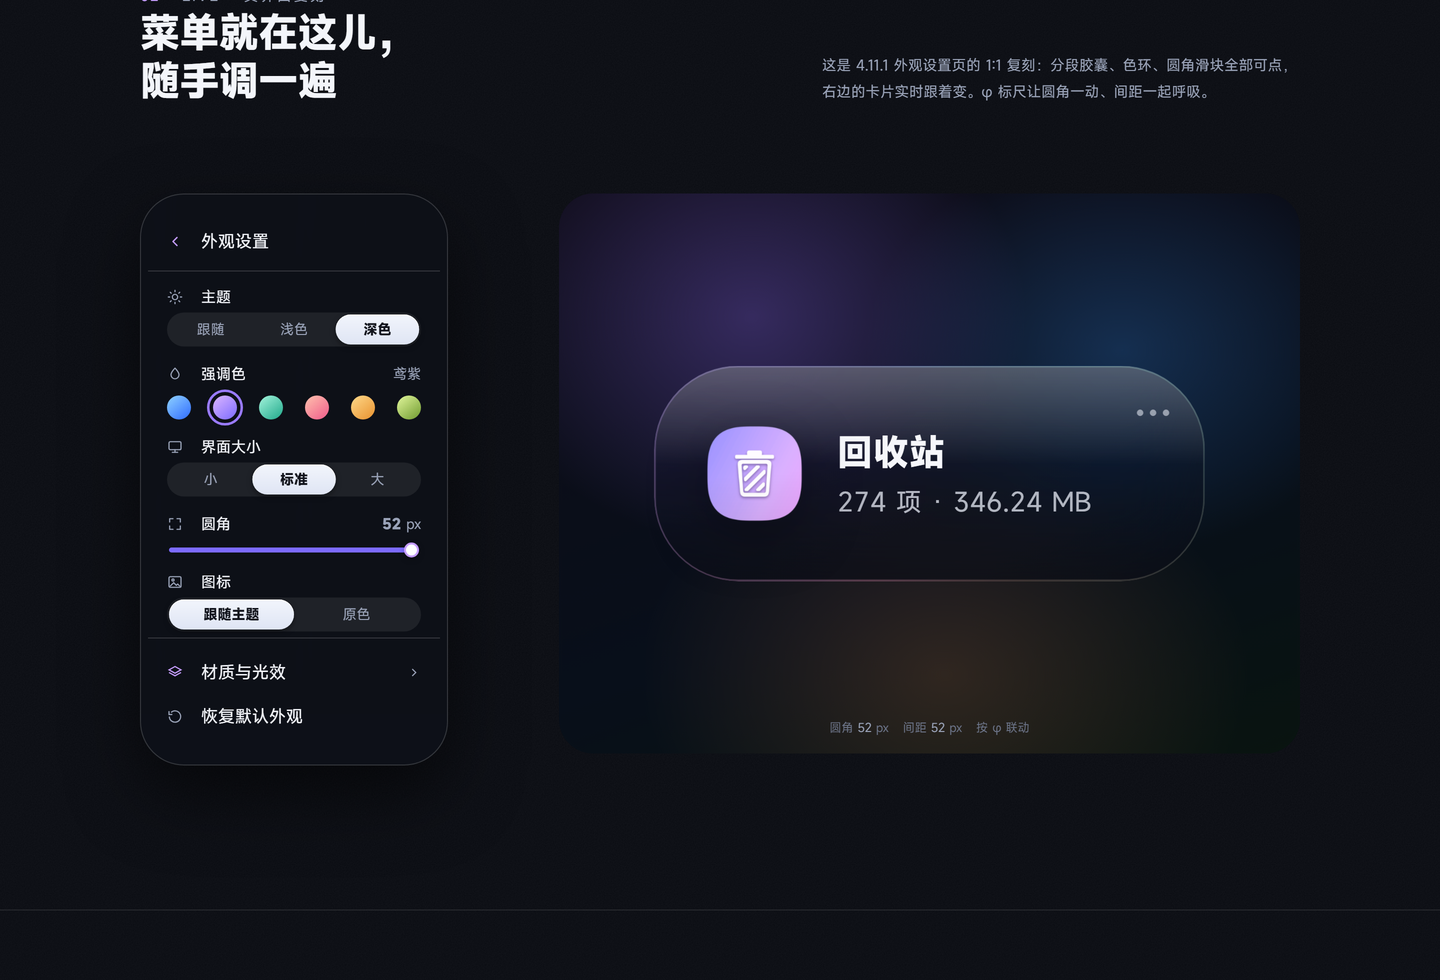 菜单就在这儿，
随手调一遍
这是 4.11.1 外观设置页的 1:1 复刻：分段胶囊、色环、圆角滑块全部可点，
右边的卡片实时跟着变。φ 标尺让圆角一动、间距一起呼吸。
外观设置
主题
跟随 浅色 深色
强调色 鸢紫
界面大小
小 标准 大
圆角 52 px
图标
跟随主题 原色
材质与光效
恢复默认外观
回收站
274 项 · 346.24 MB
圆角 52 px 间距 52 px 按 φ 联动